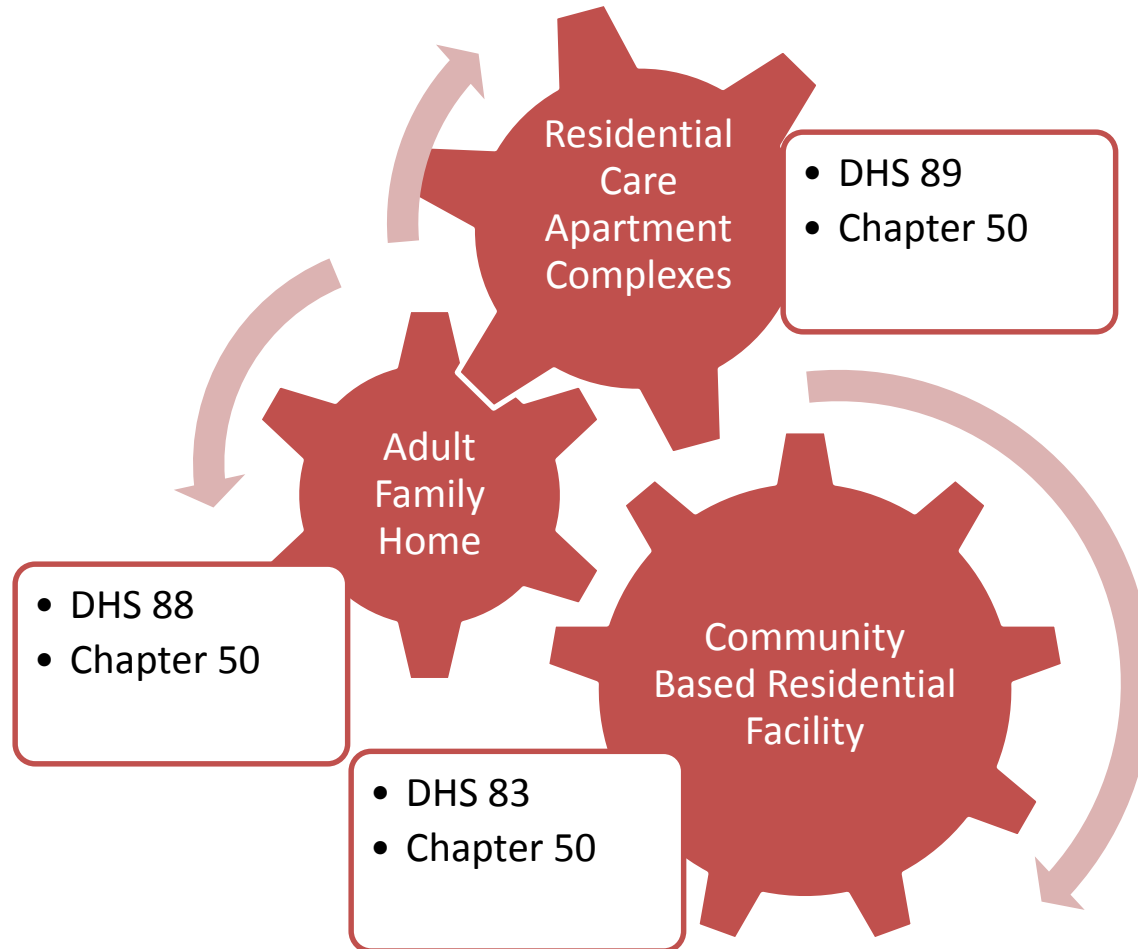 Residential
Care
Apartment
Complexes
• DHS 89
• Chapter 50
Adult
Family
Home
• DHS 88
• Chapter 50
Community
Based Residential
Facility
• DHS 83
• Chapter 50